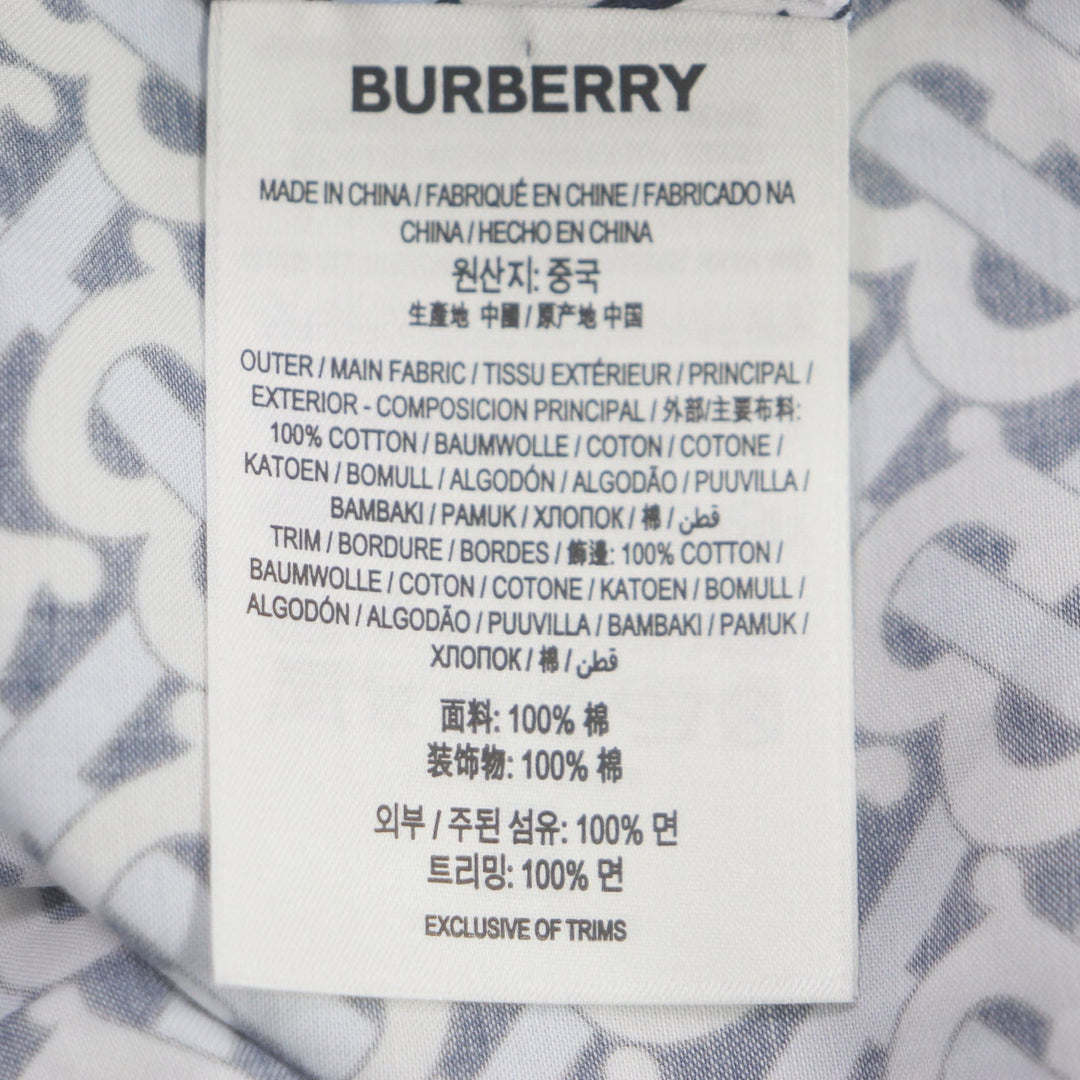 BURBERRY
MADE IN CHINA / FABRIQUÉ EN CHINE / FABRICADO NA
CHINA / HECHO EN CHINA
원산지: 중국
生產地 中國 / 原产地 中国
OUTER / MAIN FABRIC / TISSU EXTÉRIEUR / PRINCIPAL /
EXTERIOR - COMPOSICION PRINCIPAL / 外部/主要布料:
100% COTTON / BAUMWOLLE / COTON / COTONE /
KATOEN / BOMULL / ALGODÓN / ALGODÃO / PUUVILLA /
BAMBAKI / PAMUK / ХЛОПОК / 棉 / قطن
TRIM / BORDURE / BORDES / 飾邊: 100% COTTON /
BAUMWOLLE / COTON / COTONE / KATOEN / BOMULL /
ALGODÓN / ALGODÃO / PUUVILLA / BAMBAKI / PAMUK /
ХЛОПОК / 棉 / قطن
面料: 100% 棉
装饰物: 100% 棉
외부 / 주된 섬유: 100% 면
트리밍: 100% 면
EXCLUSIVE OF TRIMS